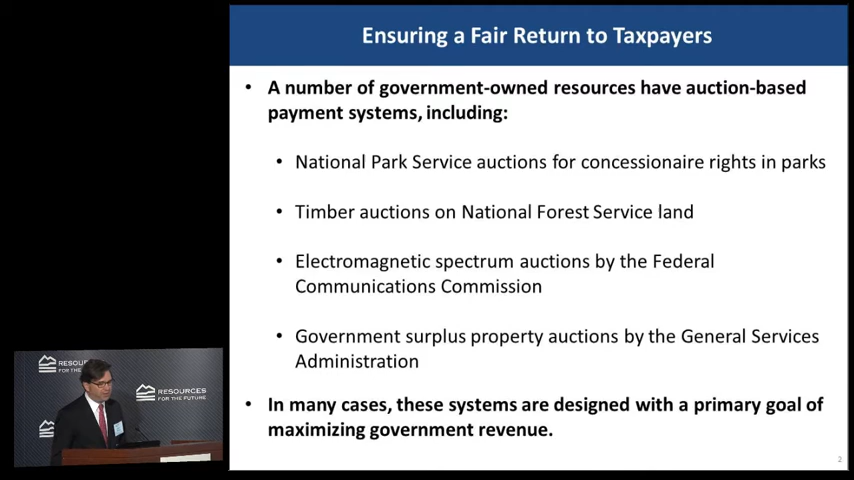 Ensuring a Fair Return to Taxpayers
• A number of government-owned resources have auction-based
payment systems, including:
• National Park Service auctions for concessionaire rights in parks
• Timber auctions on National Forest Service land
• Electromagnetic spectrum auctions by the Federal
Communications Commission
• Government surplus property auctions by the General Services
Administration
• In many cases, these systems are designed with a primary goal of
maximizing government revenue.
2
RESOURCES
FOR THE FUTURE
RESOU
FOR THE